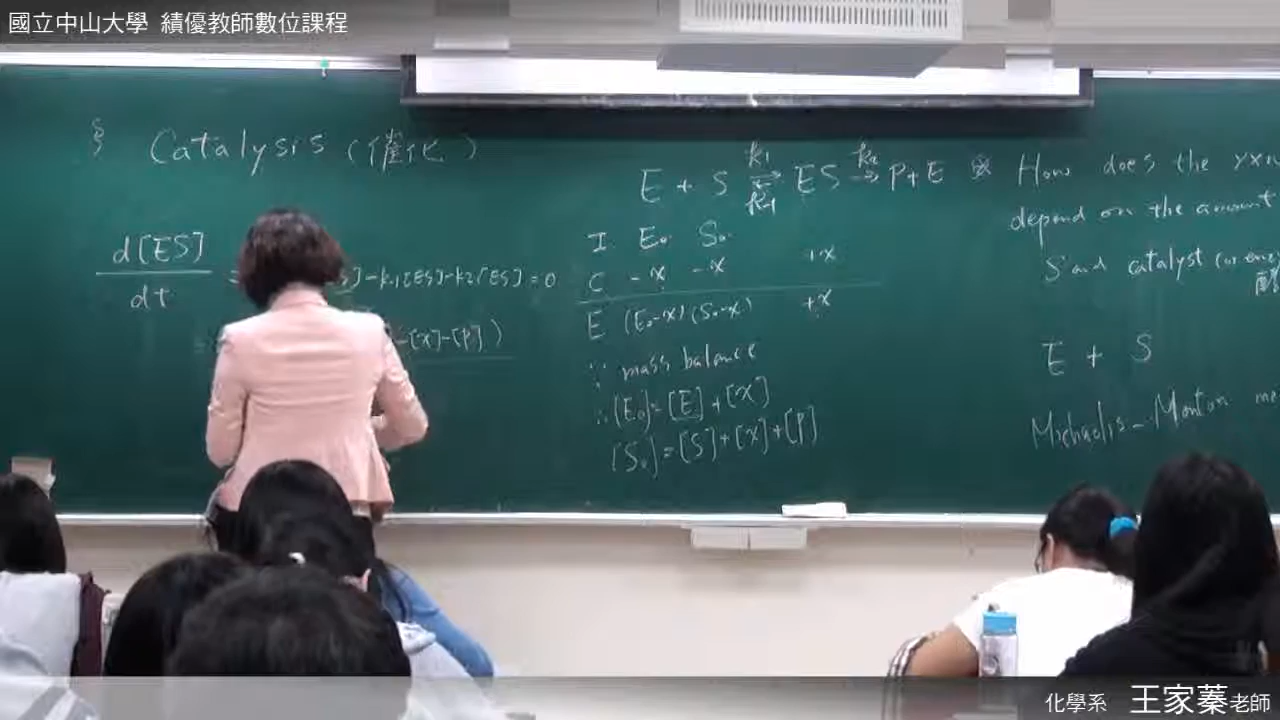 國立中山大學 績優教師數位課程
§ Catalysis (催化)
d[ES]
dt
=
]-k-1[ES]-k2[ES]=0
-[X]-[P])
E + S ⇌ ES → P+E
k1
k-1
k2
I E₀ S₀
C -x -x +x
E (E₀-x) (S₀-x) +x
∵ mass balance
∴[E₀]=[E]+[X]
[S₀]=[S]+[X]+[P]
※ How does the rxn
depend on the amount
S and catalyst (or enz
E + S
化學系 王家蓁老師